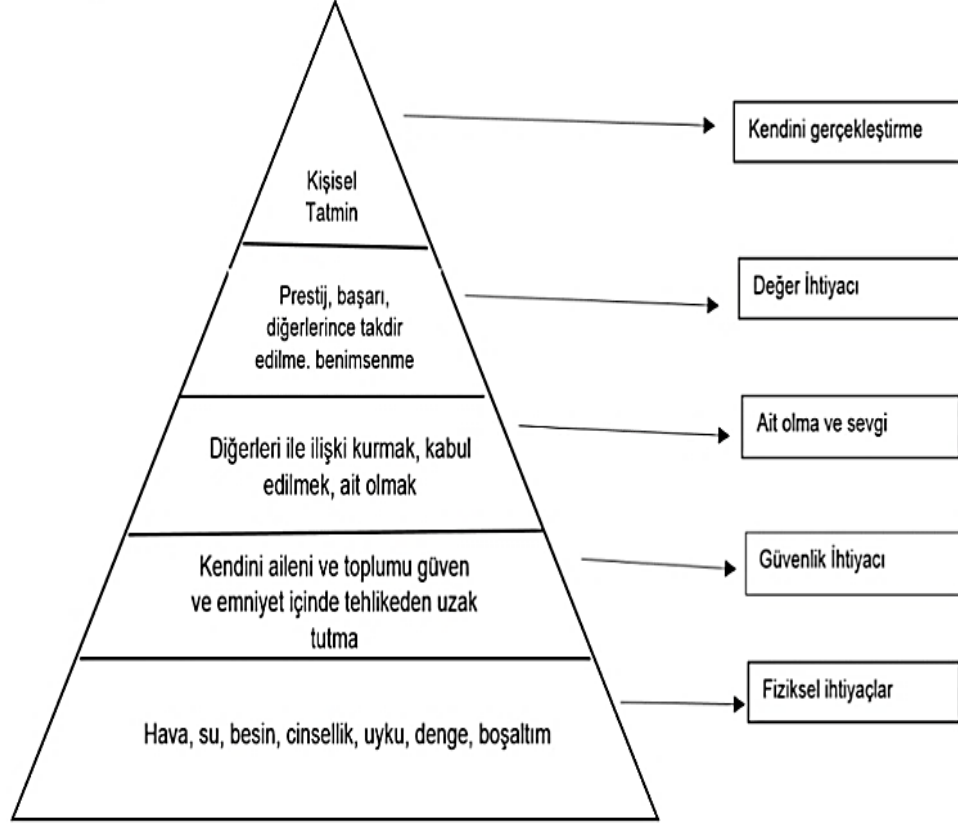 Kişisel
Tatmin
Kendini gerçekleştirme
Prestij, başarı,
diğerlerince takdir
edilme. benimsenme
Değer İhtiyacı
Diğerleri ile ilişki kurmak, kabul
edilmek, ait olmak
Ait olma ve sevgi
Kendini aileni ve toplumu güven
ve emniyet içinde tehlikeden uzak
tutma
Güvenlik İhtiyacı
Hava, su, besin, cinsellik, uyku, denge, boşaltım
Fiziksel ihtiyaçlar